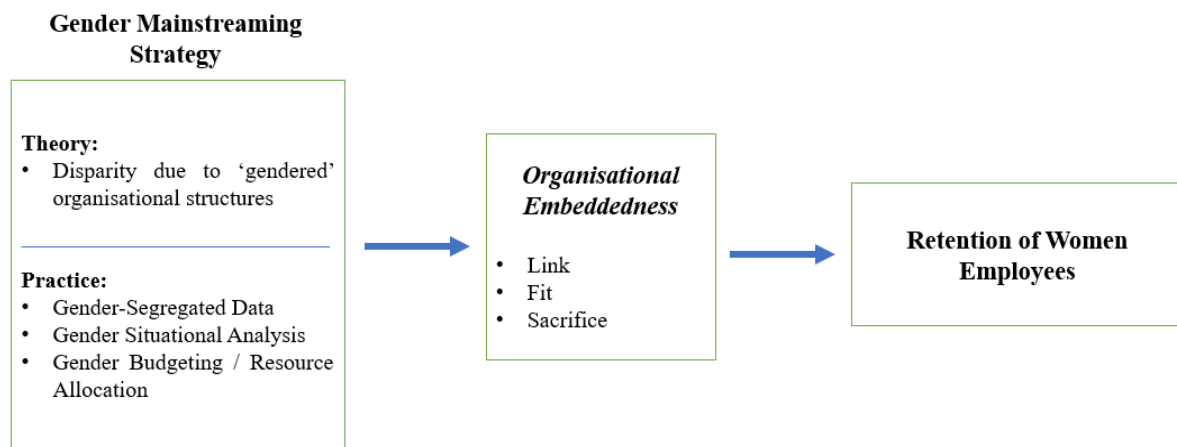 Gender Mainstreaming
Strategy
Theory:
• Disparity due to ‘gendered’
organisational structures
Practice:
• Gender-Segregated Data
• Gender Situational Analysis
• Gender Budgeting / Resource
Allocation
Organisational
Embeddedness
• Link
• Fit
• Sacrifice
Retention of Women
Employees